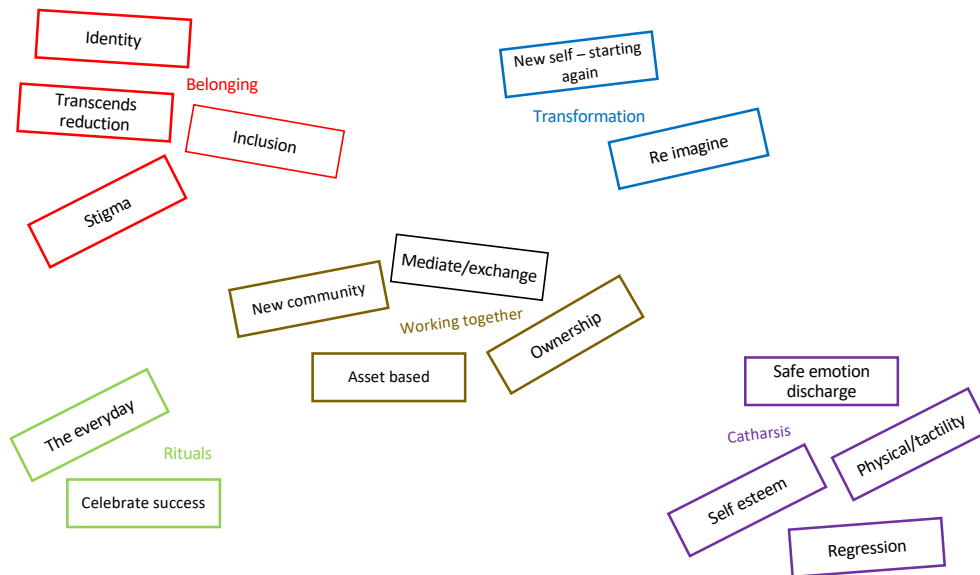 Identity
Belonging
Transcends
reduction
Inclusion
Stigma
New self – starting
again
Transformation
Re imagine
Mediate/exchange
New community
Working together
Ownership
Asset based
The everyday
Rituals
Celebrate success
Safe emotion
discharge
Catharsis
Physical/tactility
Self esteem
Regression